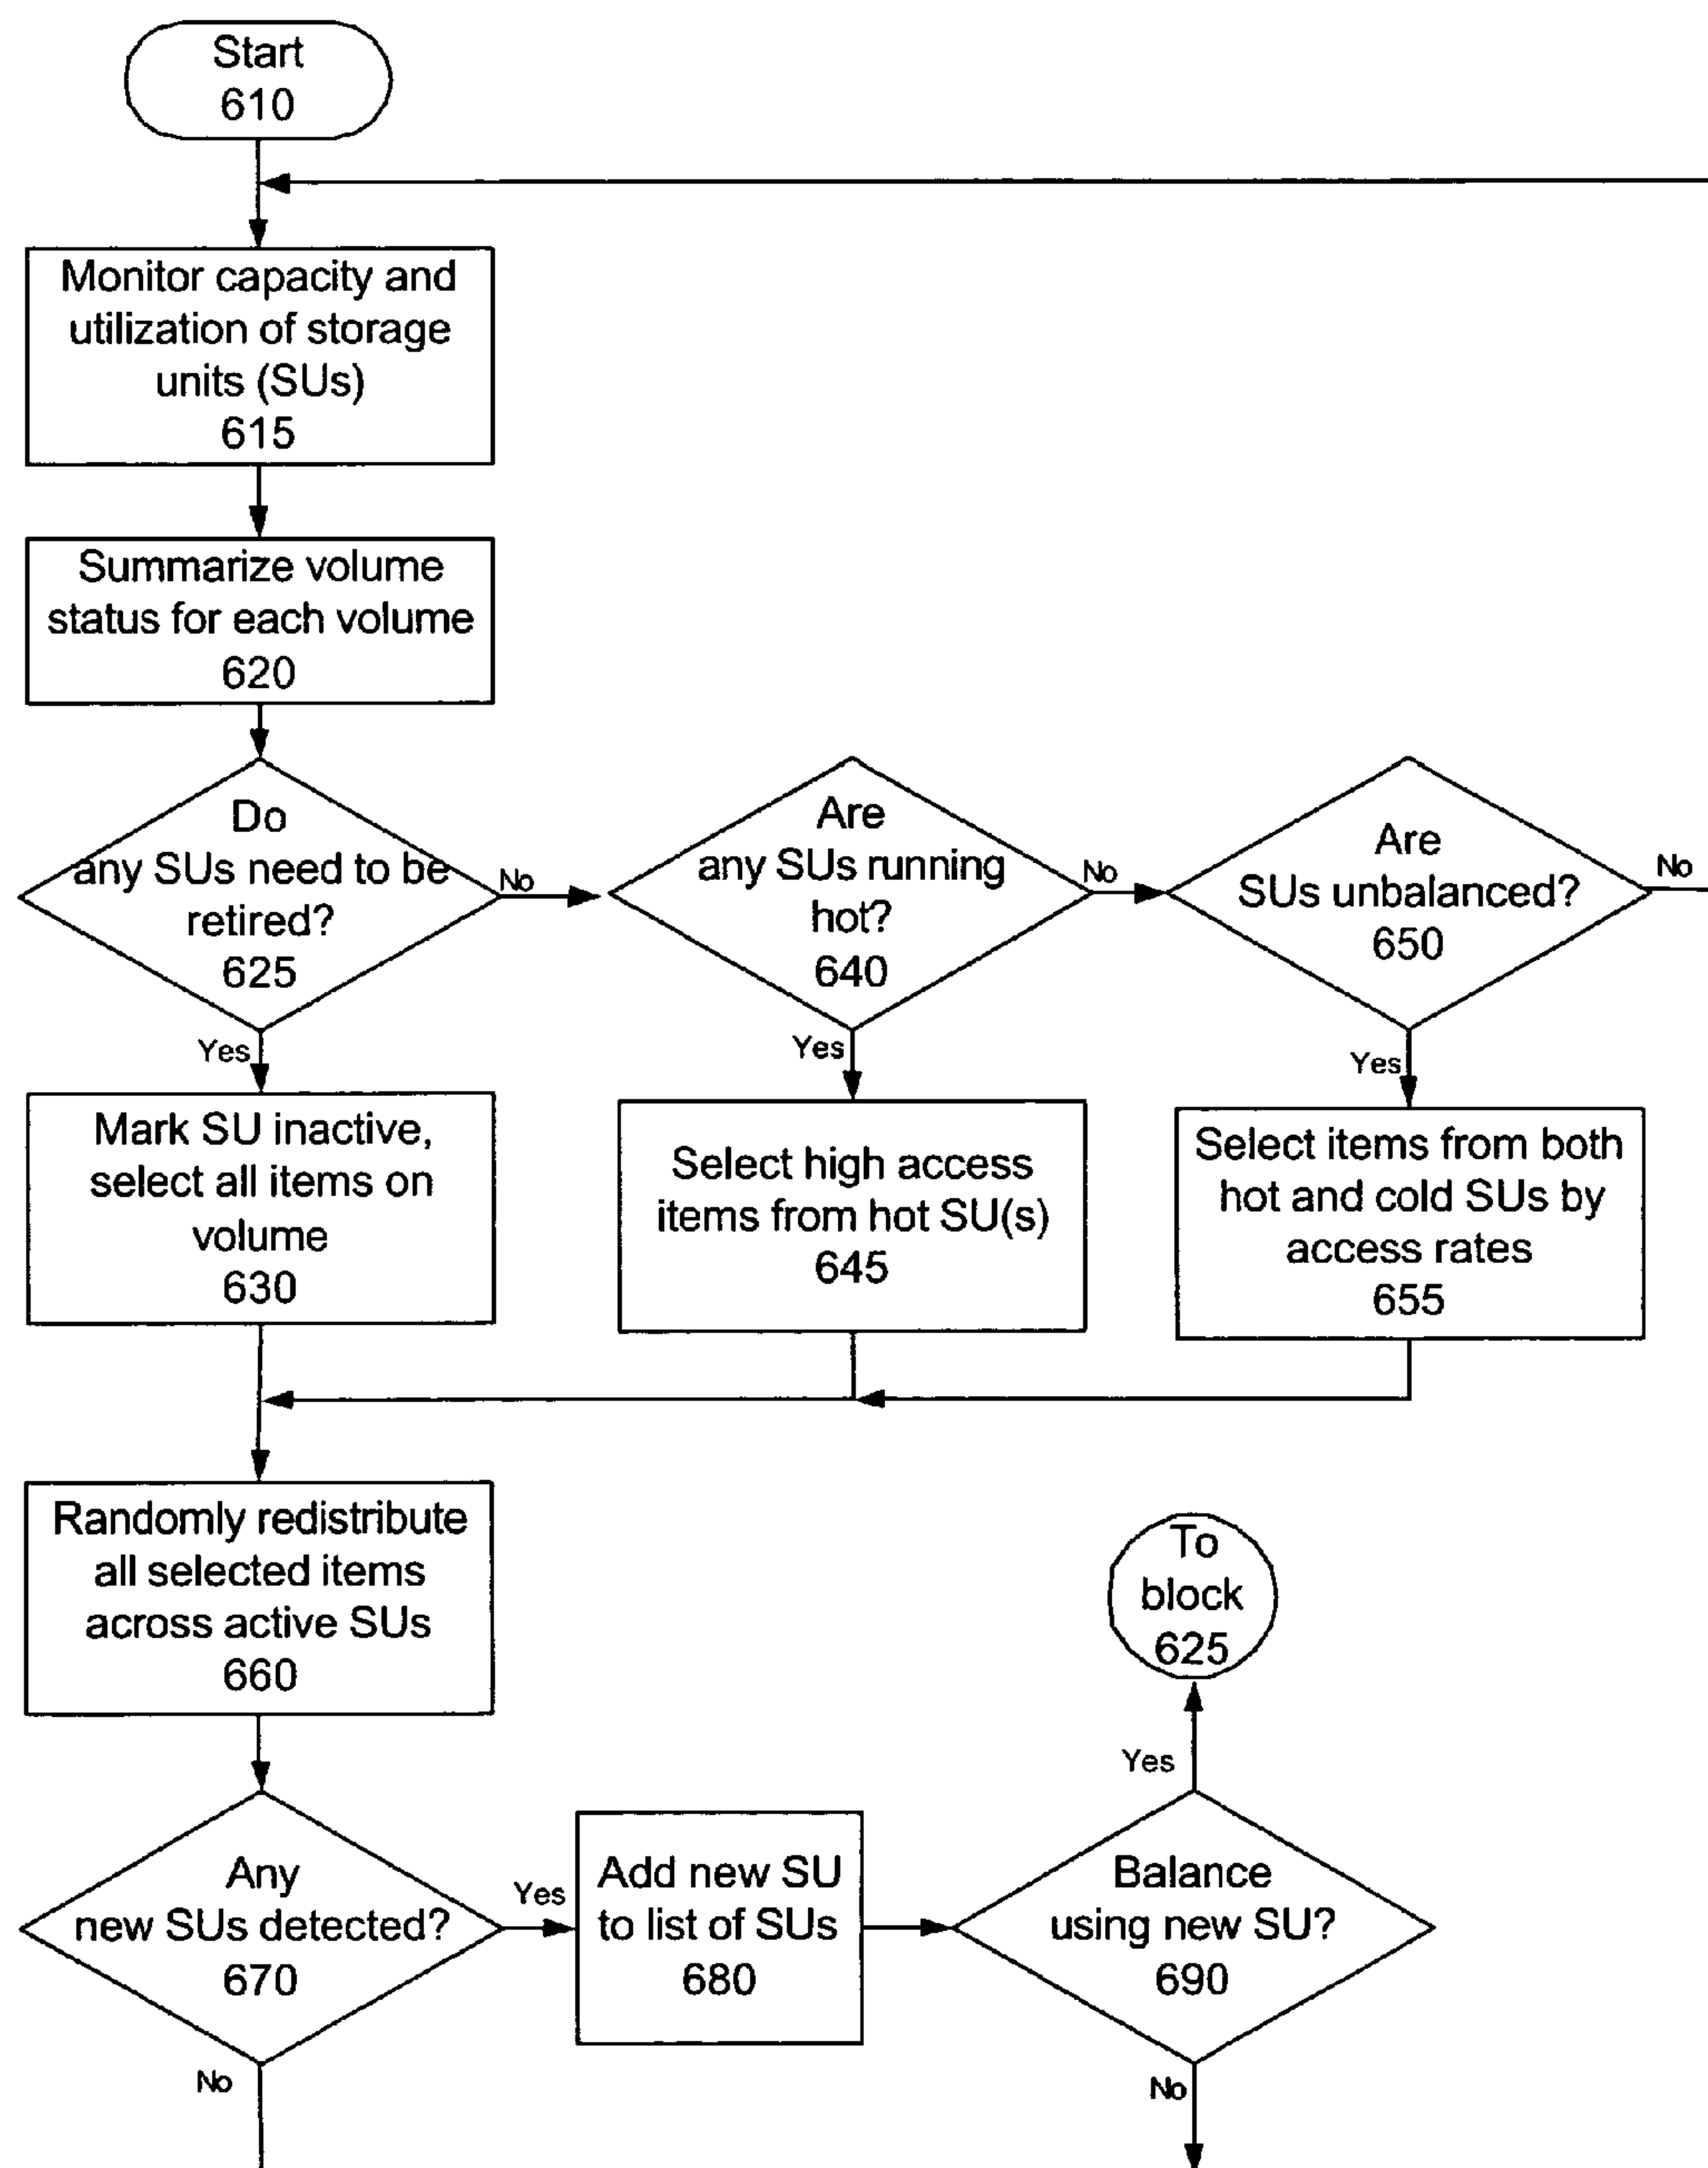 Start
610
Monitor capacity and
utilization of storage
units (SUs)
615
Summarize volume
status for each volume
620
Do
any SUs need to be
retired?
625
No
Are
any SUs running
hot?
640
No
Are
SUs unbalanced?
650
No
Yes
Yes
Yes
Mark SU inactive,
select all items on
volume
630
Select high access
items from hot SU(s)
645
Select items from both
hot and cold SUs by
access rates
655
Randomly redistribute
all selected items
across active SUs
660
To
block
625
Yes
Any
new SUs detected?
670
Yes
Add new SU
to list of SUs
680
Balance
using new SU?
690
No
No